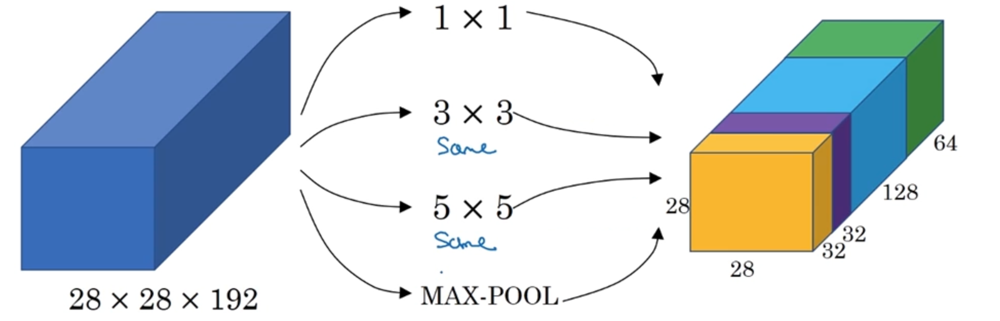 1 × 1
3 × 3
Same
5 × 5
Same
MAX-POOL
28 × 28 × 192
64
128
32
32
28
28